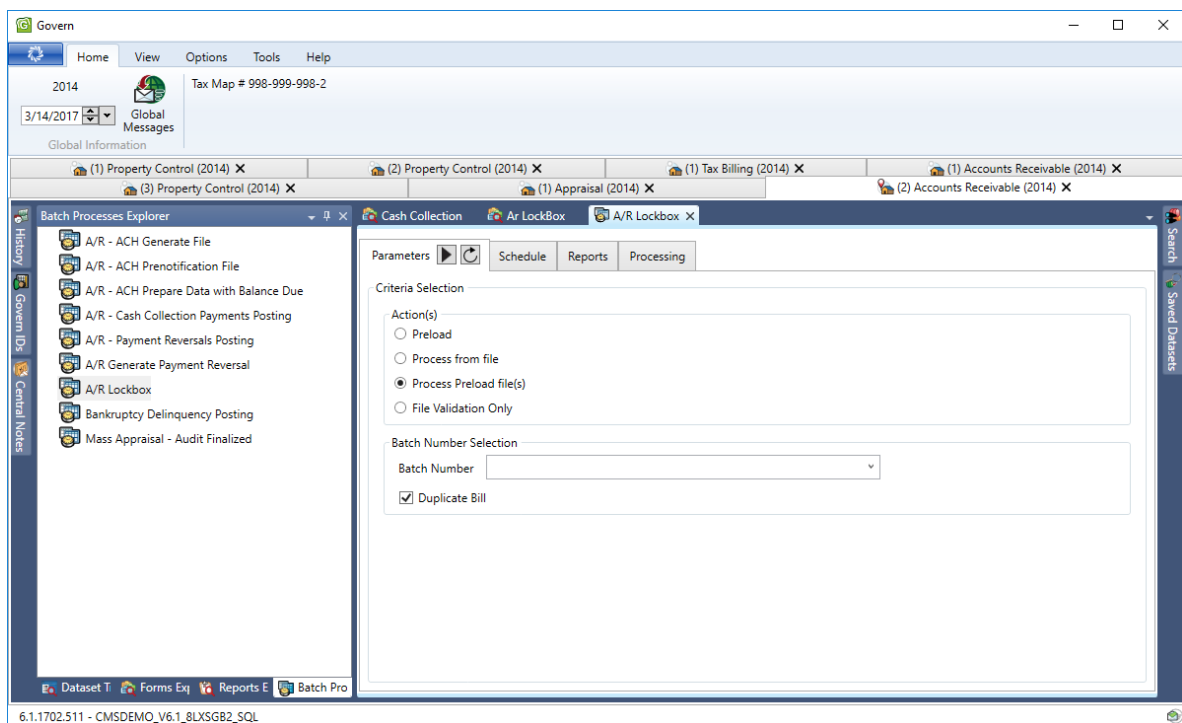 Govern
Home View Options Tools Help
2014
Tax Map # 998-999-998-2
3/14/2017
Global
Messages
Global Information
(1) Property Control (2014) (2) Property Control (2014) (1) Tax Billing (2014) (1) Accounts Receivable (2014)
(3) Property Control (2014) (1) Appraisal (2014) (2) Accounts Receivable (2014)
History
Govern IDs
Central Notes
Batch Processes Explorer
A/R - ACH Generate File
A/R - ACH Prenotification File
A/R - ACH Prepare Data with Balance Due
A/R - Cash Collection Payments Posting
A/R - Payment Reversals Posting
A/R Generate Payment Reversal
A/R Lockbox
Bankruptcy Delinquency Posting
Mass Appraisal - Audit Finalized
Dataset T Forms Exp Reports E Batch Pro
Cash Collection Ar LockBox A/R Lockbox
Parameters Schedule Reports Processing
Criteria Selection
Action(s)
Preload
Process from file
Process Preload file(s)
File Validation Only
Batch Number Selection
Batch Number
Duplicate Bill
Search
Saved Datasets
6.1.1702.511 - CMSDEMO_V6.1_8LXSGB2_SQL